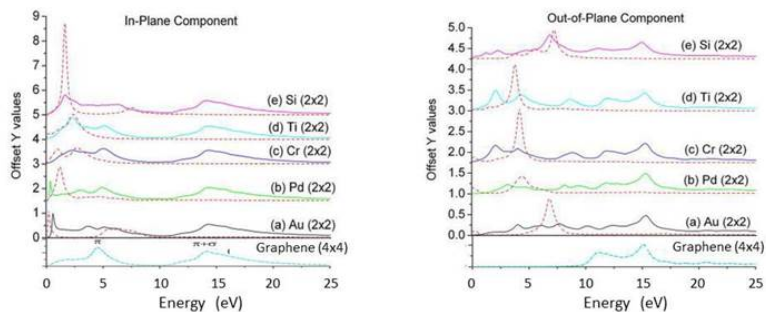 In-Plane Component
Offset Y values
9
8
7
6
5
4
3
2
1
0
(e) Si (2x2)
(d) Ti (2x2)
(c) Cr (2x2)
(b) Pd (2x2)
(a) Au (2x2)
Graphene (4x4)
π
π+σ
0 5 10 15 20 25
Energy (eV)
Out-of-Plane Component
Offset Y values
5.0
4.5
4.0
3.5
3.0
2.5
2.0
1.5
1.0
0.5
0.0
(e) Si (2x2)
(d) Ti (2x2)
(c) Cr (2x2)
(b) Pd (2x2)
(a) Au (2x2)
Graphene (4x4)
0 5 10 15 20 25
Energy (eV)